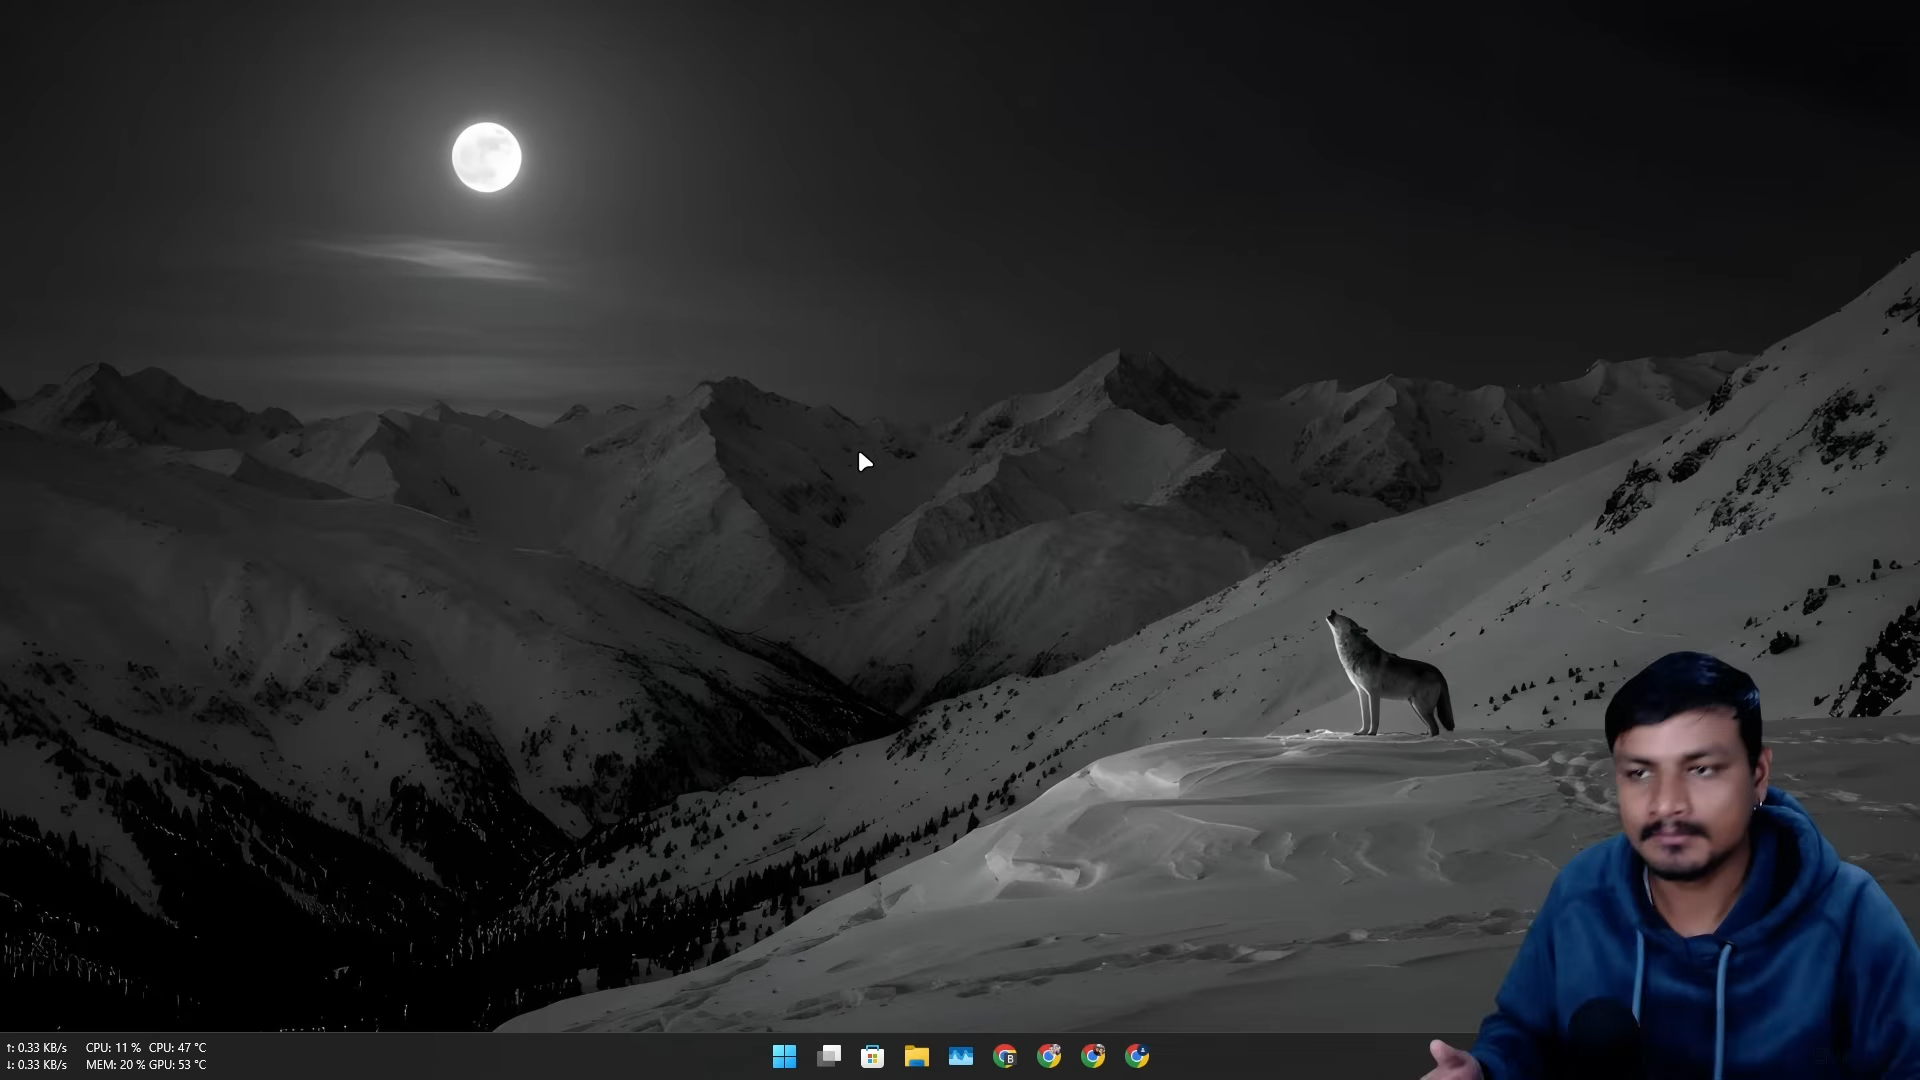 ↑: 0.33 KB/s CPU: 11 % CPU: 47 °C
↓: 0.33 KB/s MEM: 20 % GPU: 53 °C
B